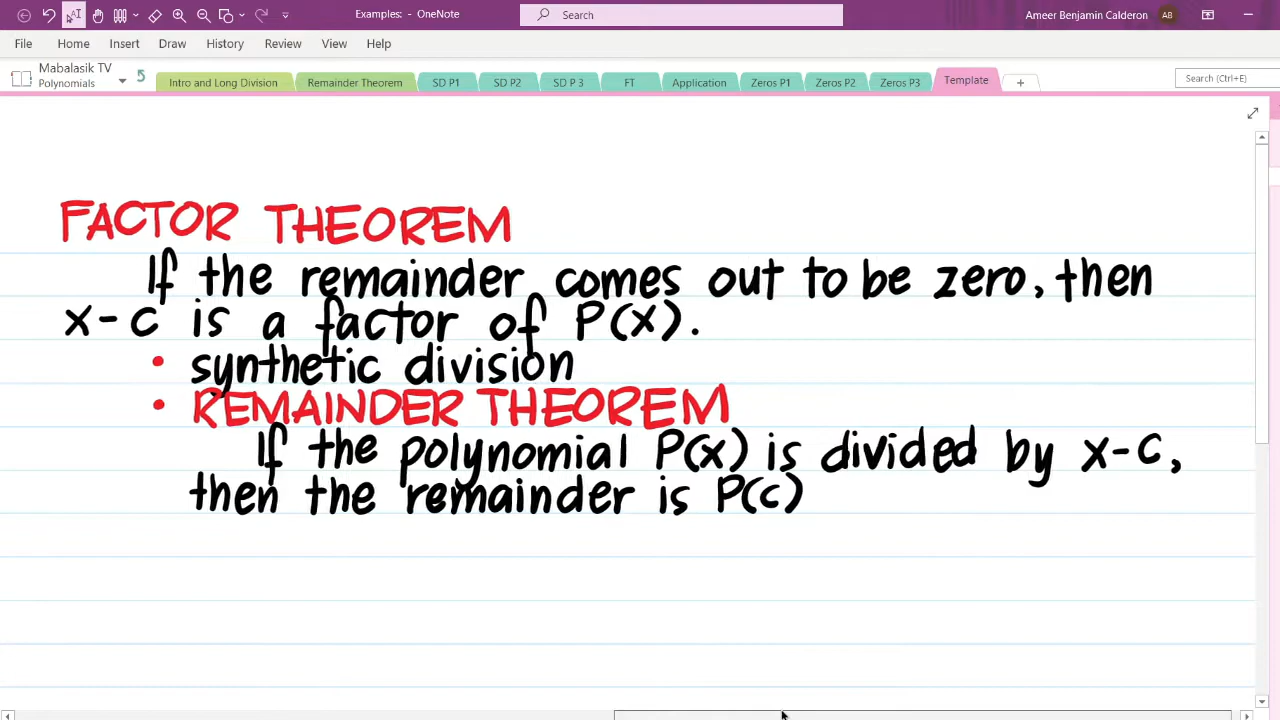 Examples: - OneNote
Search
Ameer Benjamin Calderon
AB
File Home Insert Draw History Review View Help
Mabalasik TV
Polynomials
Intro and Long Division Remainder Theorem SD P1 SD P2 SD P 3 FT Application Zeros P1 Zeros P2 Zeros P3 Template +
Search (Ctrl+E)
FACTOR THEOREM
If the remainder comes out to be zero, then
x-c is a factor of P(x).
• synthetic division
• REMAINDER THEOREM
If the polynomial P(x) is divided by x-c,
then the remainder is P(c)